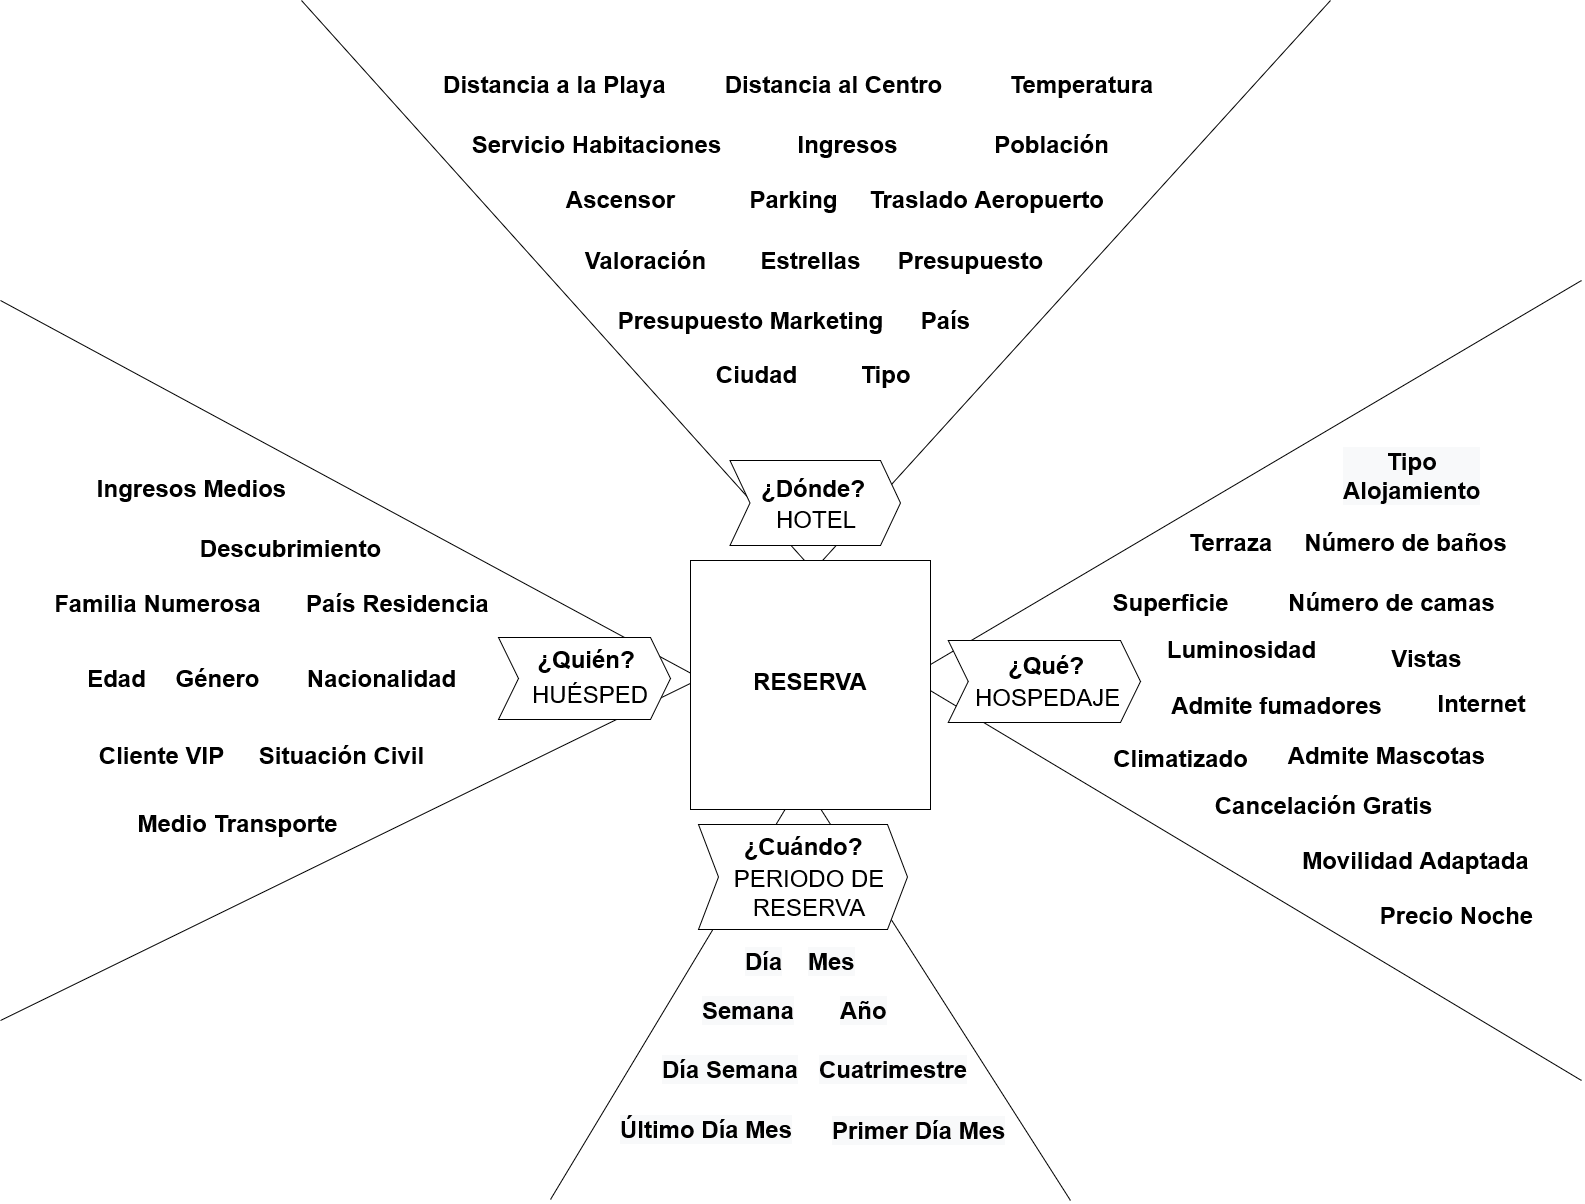 Distancia a la Playa Distancia al Centro Temperatura
Servicio Habitaciones Ingresos Población
Ascensor Parking Traslado Aeropuerto
Valoración Estrellas Presupuesto
Presupuesto Marketing País
Ciudad Tipo
¿Dónde?
HOTEL
Ingresos Medios
Descubrimiento
Familia Numerosa País Residencia
Edad Género Nacionalidad
Cliente VIP Situación Civil
Medio Transporte
¿Quién?
HUÉSPED
RESERVA
¿Qué?
HOSPEDAJE
Tipo
Alojamiento
Terraza Número de baños
Superficie Número de camas
Luminosidad Vistas
Admite fumadores Internet
Climatizado Admite Mascotas
Cancelación Gratis
Movilidad Adaptada
Precio Noche
¿Cuándo?
PERIODO DE
RESERVA
Día Mes
Semana Año
Día Semana Cuatrimestre
Último Día Mes Primer Día Mes